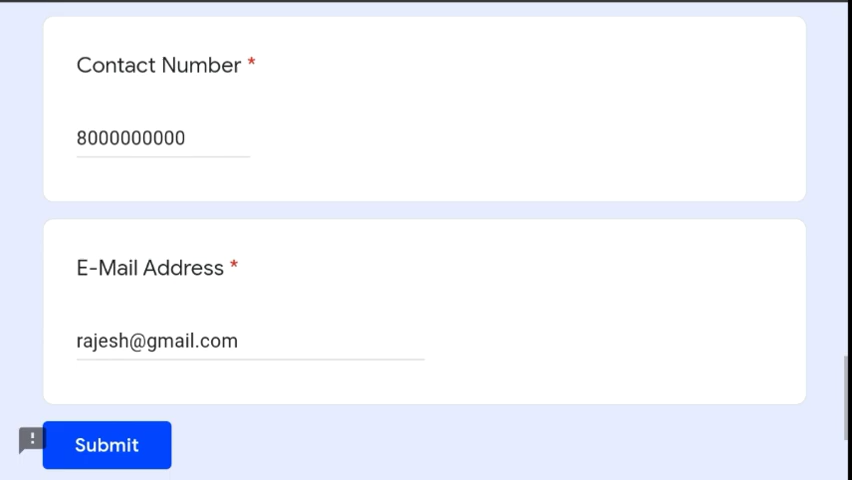 Contact Number *
8000000000
E-Mail Address *
rajesh@gmail.com
Submit